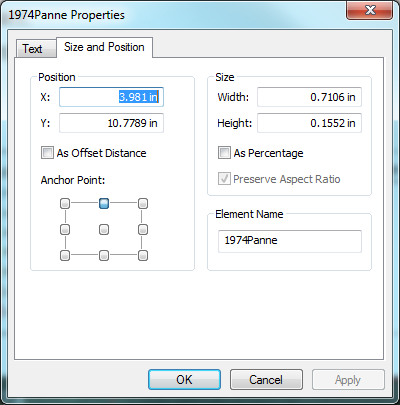 1974Panne Properties
Text
Size and Position
Position
X: 3.981 in
Y: 10.7789 in
As Offset Distance
Anchor Point:
Size
Width: 0.7106 in
Height: 0.1552 in
As Percentage
Preserve Aspect Ratio
Element Name
1974Panne
OK Cancel Apply